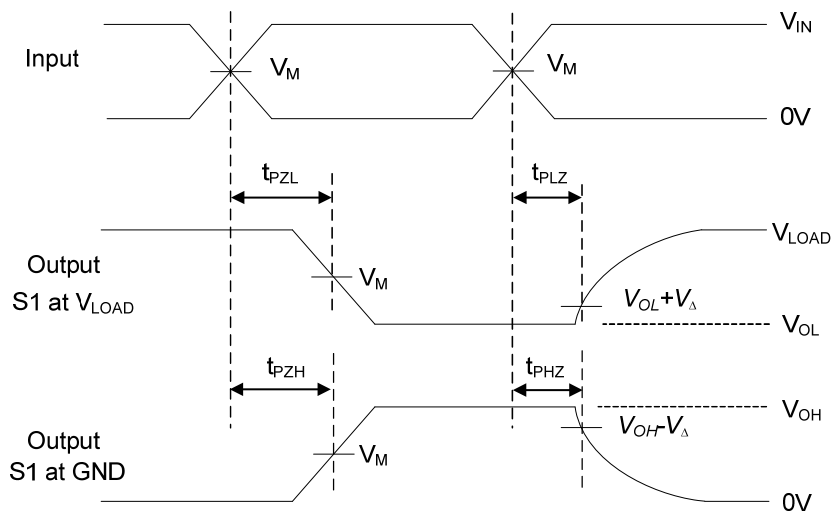 V_IN
Input
V_M
V_M
0V
t_PZL
t_PLZ
V_LOAD
Output
S1 at V_LOAD
V_M
V_OL+V_Δ
V_OL
t_PZH
t_PHZ
V_OH
Output
S1 at GND
V_OH-V_Δ
V_M
0V